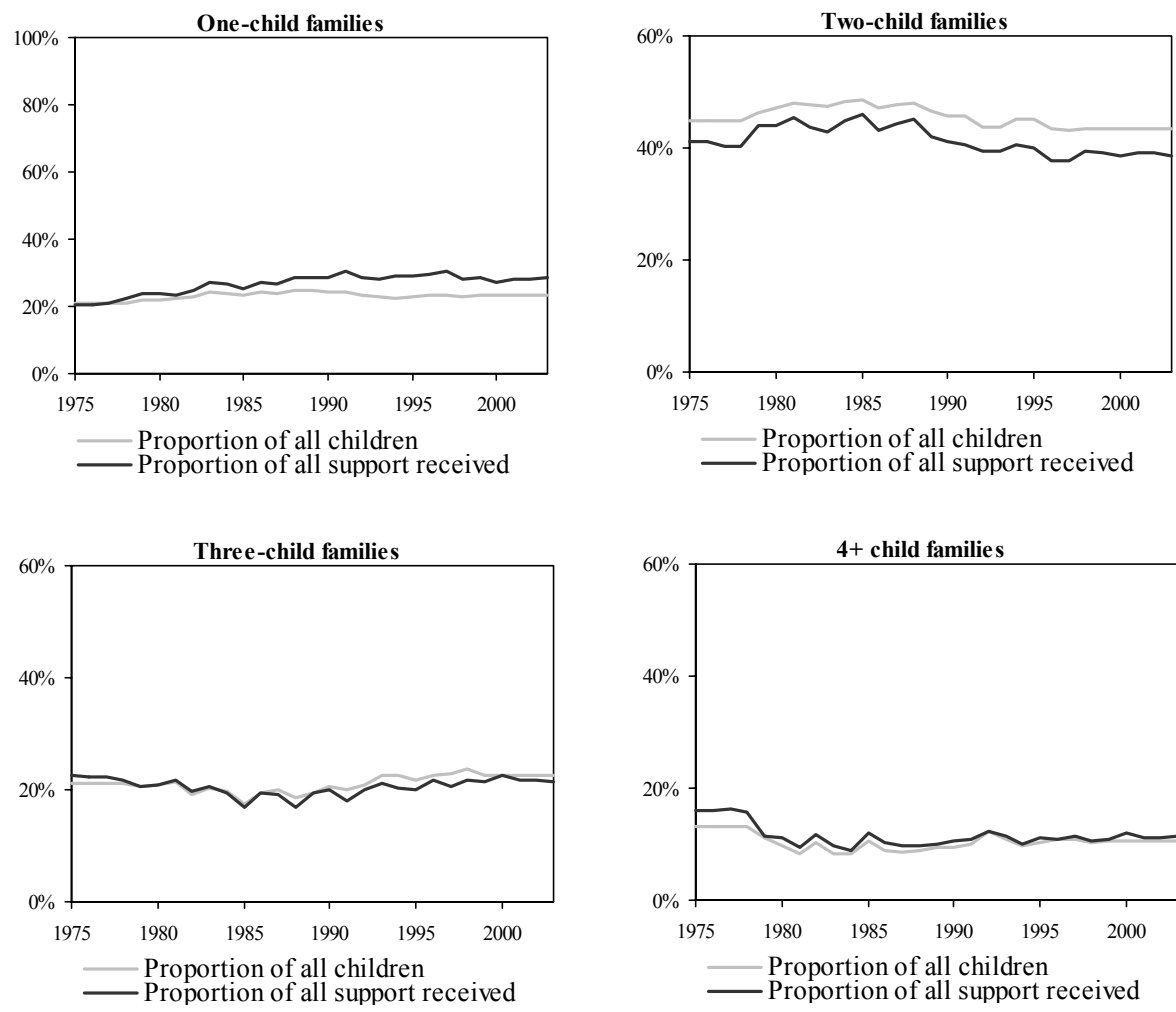 One-child families
100%
80%
60%
40%
20%
0%
1975 1980 1985 1990 1995 2000
Proportion of all children
Proportion of all support received
Two-child families
60%
40%
20%
0%
1975 1980 1985 1990 1995 2000
Proportion of all children
Proportion of all support received
Three-child families
60%
40%
20%
0%
1975 1980 1985 1990 1995 2000
Proportion of all children
Proportion of all support received
4+ child families
60%
40%
20%
0%
1975 1980 1985 1990 1995 2000
Proportion of all children
Proportion of all support received